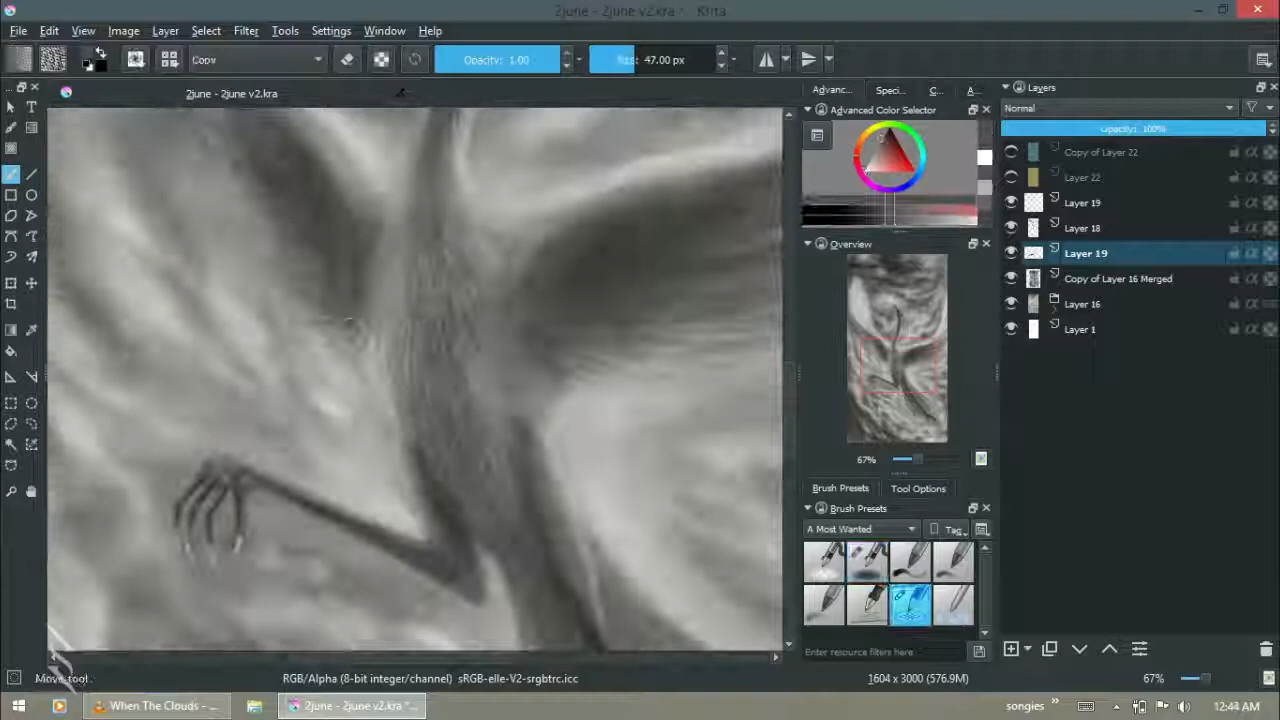 2june - 2june v2.kra * - Krita
File Edit View Image Layer Select Filter Tools Settings Window Help
Copy
Opacity: 1.00
47.00 px
2june - 2june v2.kra
Advanc... Speci... C... A...
Advanced Color Selector
Overview
67%
Brush Presets Tool Options
Brush Presets
A Most Wanted
Tag
Enter resource filters here
Layers
Normal
Opacity: 100%
Copy of Layer 22
Layer 22
Layer 19
Layer 18
Layer 19
Copy of Layer 16 Merged
Layer 16
Layer 1
Move tool
RGB/Alpha (8-bit integer/channel) sRGB-elle-V2-srgbtrc.icc
1604 x 3000 (576.9M)
67%
When The Clouds - ...
2june - 2june v2.kra *...
songies
»
12:44 AM